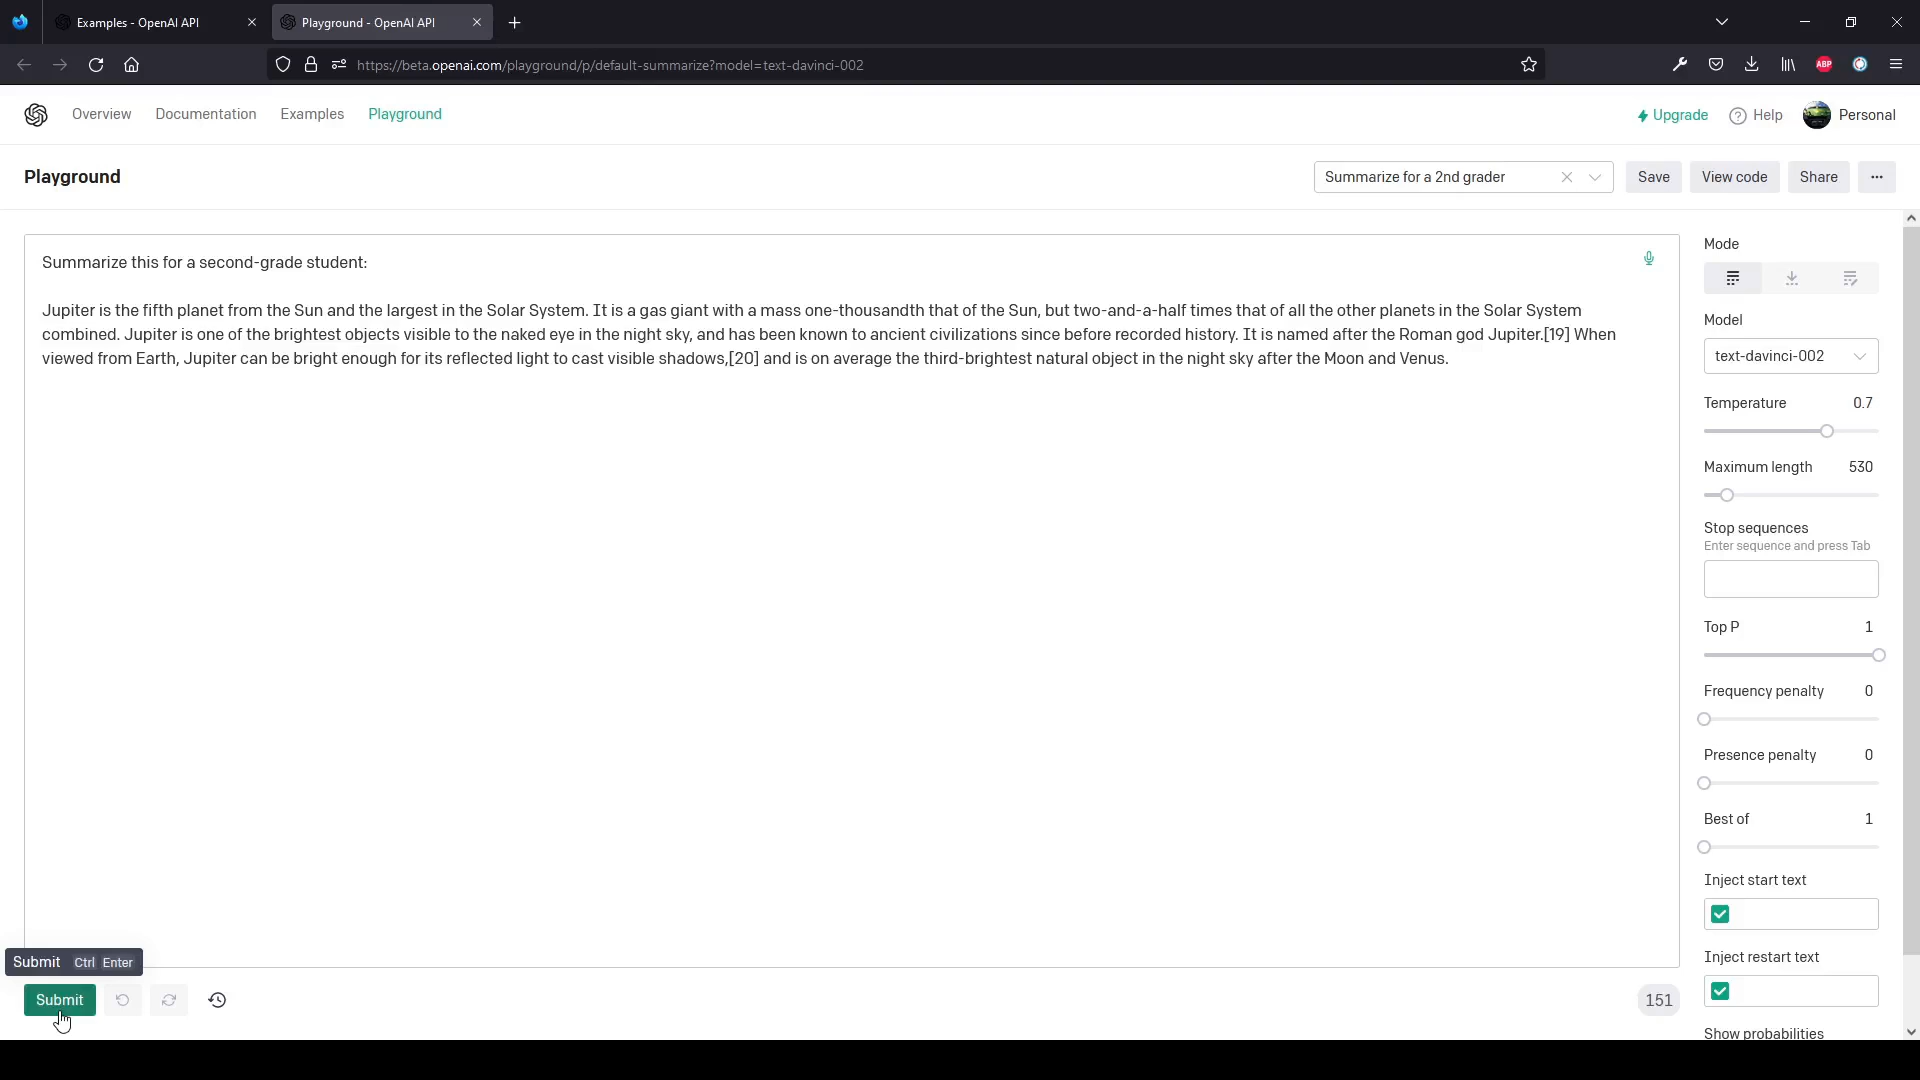 Examples - OpenAI API
Playground - OpenAI API
https://beta.openai.com/playground/p/default-summarize?model=text-davinci-002
ABP
Overview
Documentation
Examples
Playground
Upgrade
Help
Personal
Playground
Summarize for a 2nd grader
Save
View code
Share
Summarize this for a second-grade student:
Jupiter is the fifth planet from the Sun and the largest in the Solar System. It is a gas giant with a mass one-thousandth that of the Sun, but two-and-a-half times that of all the other planets in the Solar System
combined. Jupiter is one of the brightest objects visible to the naked eye in the night sky, and has been known to ancient civilizations since before recorded history. It is named after the Roman god Jupiter.[19] When
viewed from Earth, Jupiter can be bright enough for its reflected light to cast visible shadows,[20] and is on average the third-brightest natural object in the night sky after the Moon and Venus.
Mode
Model
text-davinci-002
Temperature 0.7
Maximum length 530
Stop sequences
Enter sequence and press Tab
Top P 1
Frequency penalty 0
Presence penalty 0
Best of 1
Inject start text
Inject restart text
Show probabilities
Submit Ctrl Enter
Submit
151